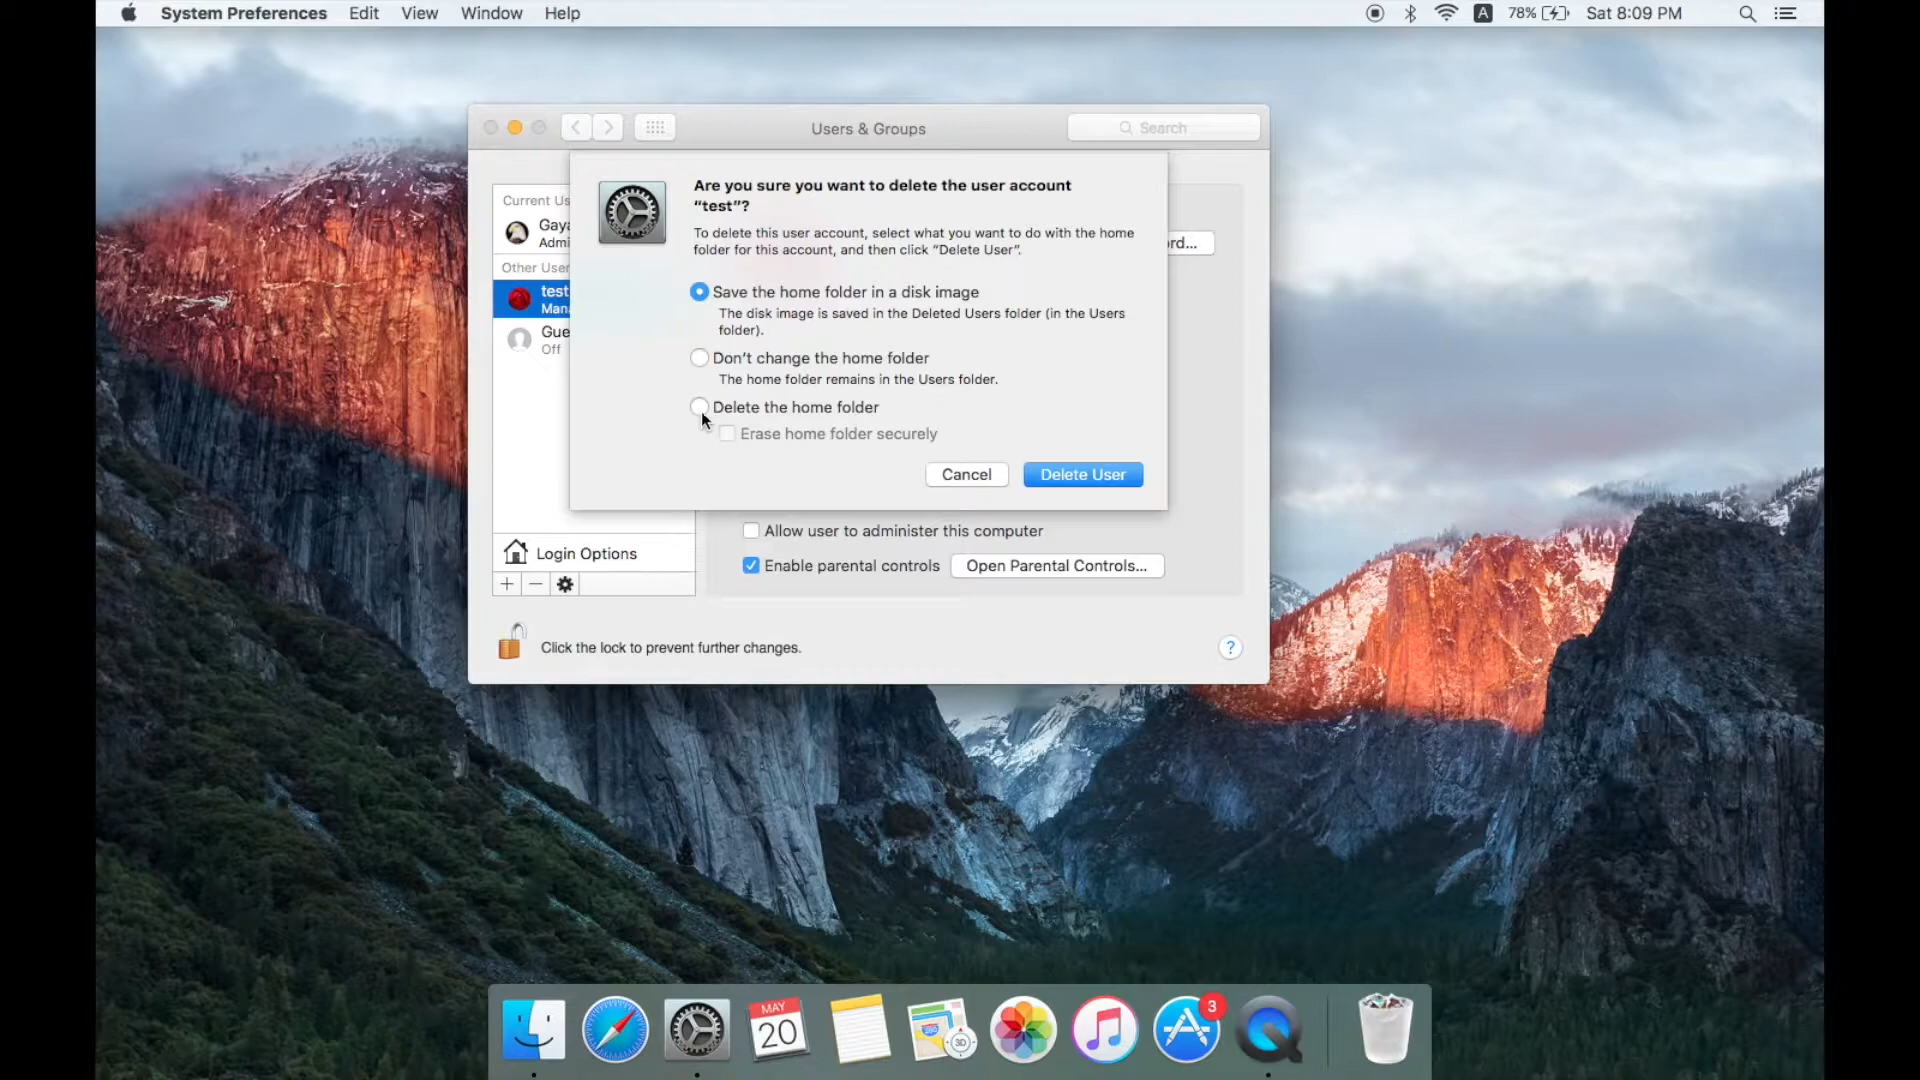 System Preferences Edit View Window Help
A 78% Sat 8:09 PM
Users & Groups
Search
Are you sure you want to delete the user account
“test”?
To delete this user account, select what you want to do with the home
folder for this account, and then click “Delete User”.
Save the home folder in a disk image
The disk image is saved in the Deleted Users folder (in the Users
folder).
Don’t change the home folder
The home folder remains in the Users folder.
Delete the home folder
Erase home folder securely
Cancel Delete User
Current Us
Gaya
Admi
Other User
test
Mana
Gue
Off
rd...
Login Options
Allow user to administer this computer
Enable parental controls Open Parental Controls...
Click the lock to prevent further changes.
?
MAY
20
280
3D
3